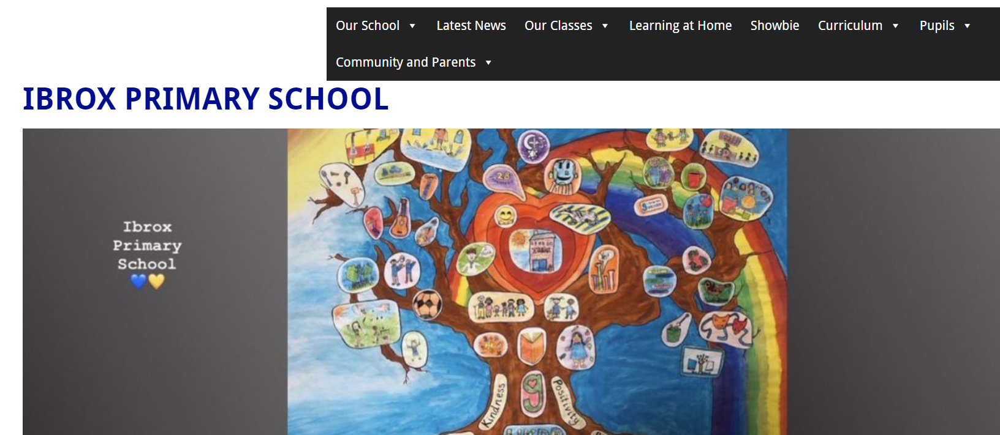 Our School Latest News Our Classes Learning at Home Showbie Curriculum Pupils
Community and Parents
IBROX PRIMARY SCHOOL
Ibrox
Primary
School
28
Kindness
g
Positivity